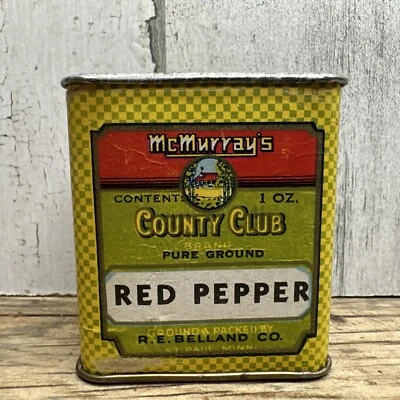 McMurray's
CONTENTS 1 OZ.
COUNTY CLUB
BRAND
PURE GROUND
RED PEPPER
GROUND & PACKED BY
R.E. BELLAND CO.
ST. PAUL, MINN.